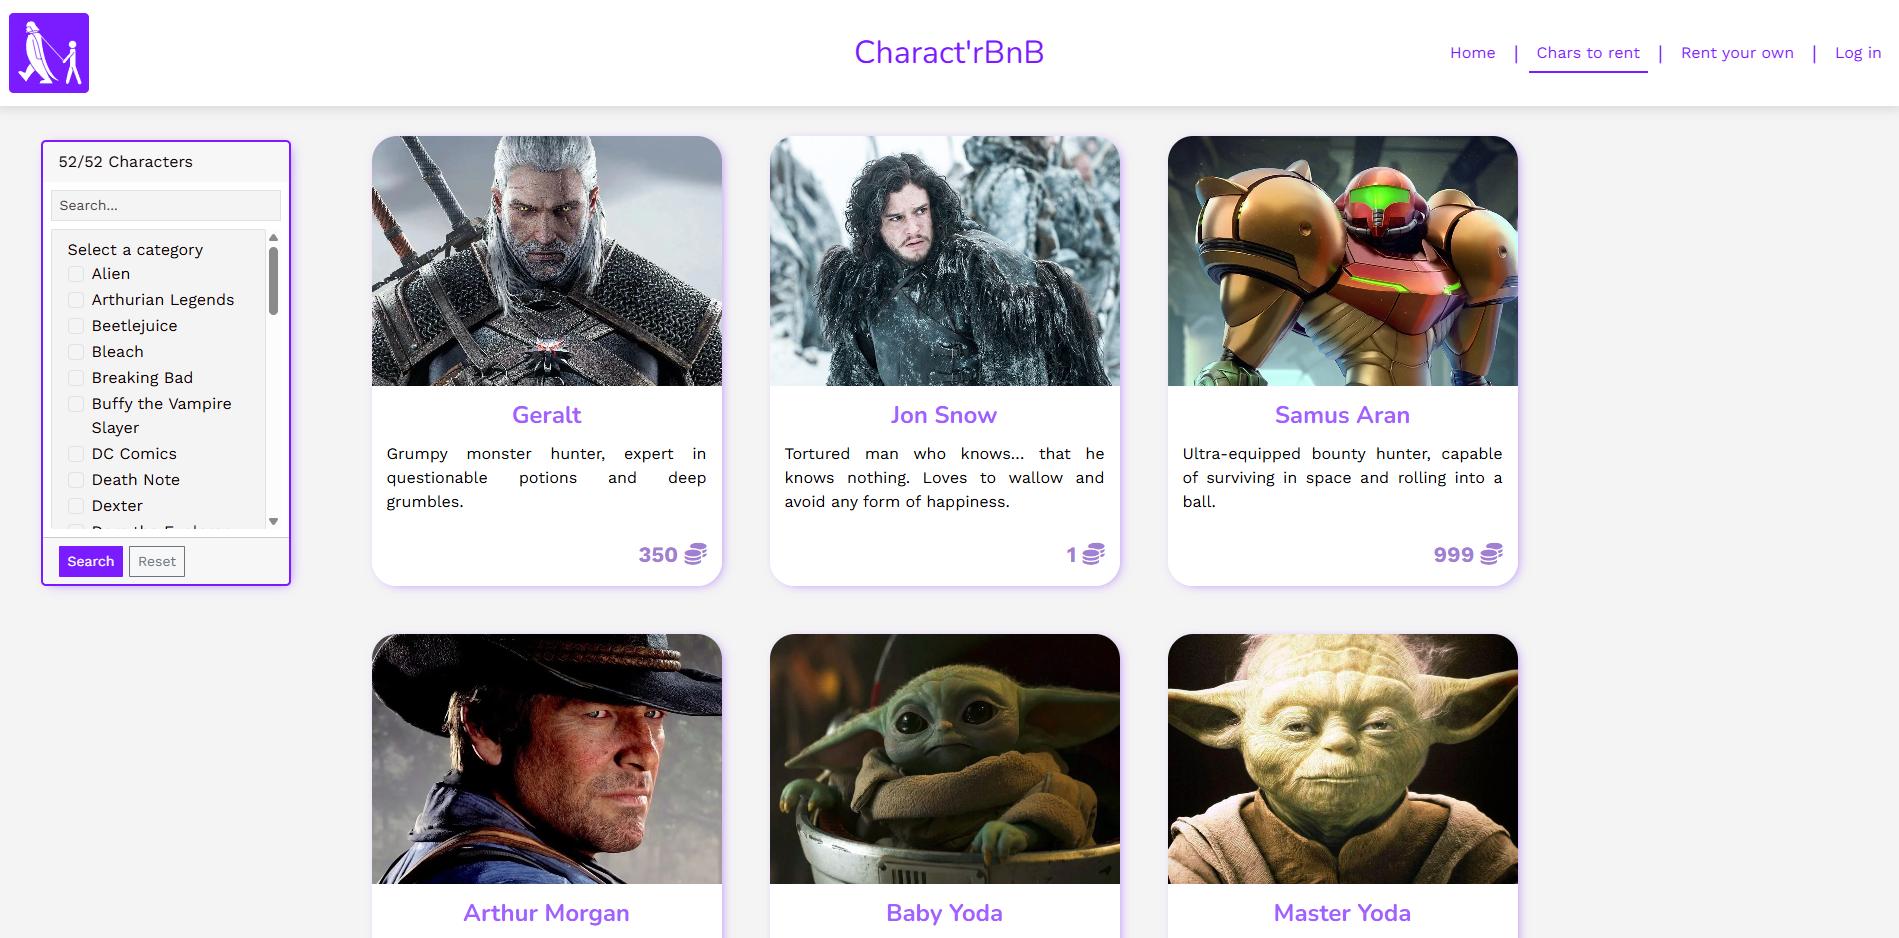 Charact'rBnB
Home | Chars to rent | Rent your own | Log in
52/52 Characters
Search...
Select a category
Alien
Arthurian Legends
Beetlejuice
Bleach
Breaking Bad
Buffy the Vampire
Slayer
DC Comics
Death Note
Dexter
Search
Reset
Geralt
Grumpy monster hunter, expert in
questionable potions and deep
grumbles.
350
Jon Snow
Tortured man who knows... that he
knows nothing. Loves to wallow and
avoid any form of happiness.
1
Samus Aran
Ultra-equipped bounty hunter, capable
of surviving in space and rolling into a
ball.
999
Arthur Morgan
Baby Yoda
Master Yoda